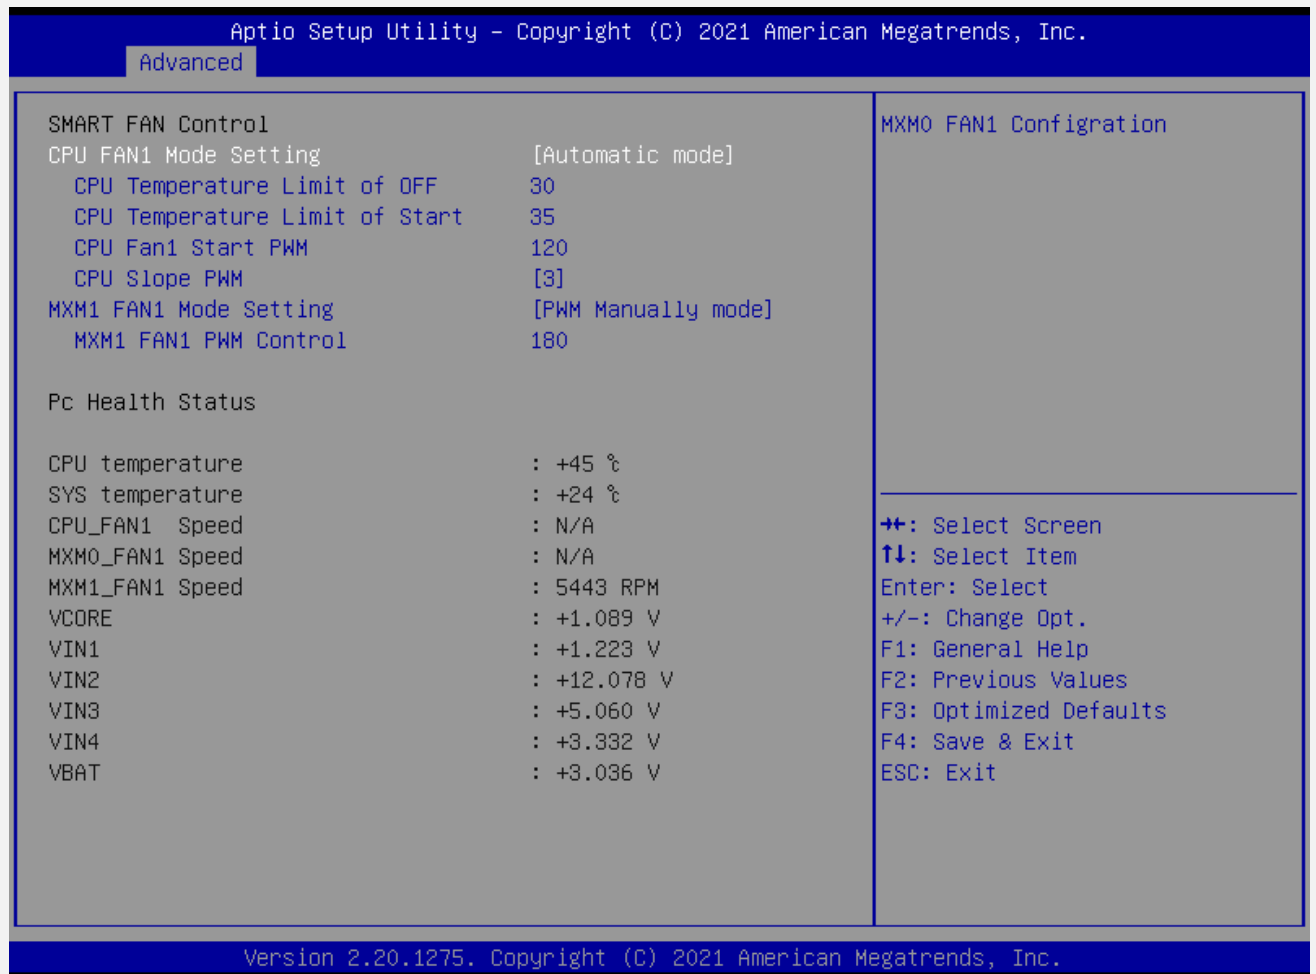 Aptio Setup Utility – Copyright (C) 2021 American Megatrends, Inc.
Advanced
SMART FAN Control
CPU FAN1 Mode Setting [Automatic mode]
CPU Temperature Limit of OFF 30
CPU Temperature Limit of Start 35
CPU Fan1 Start PWM 120
CPU Slope PWM [3]
MXM1 FAN1 Mode Setting [PWM Manually mode]
MXM1 FAN1 PWM Control 180
Pc Health Status
CPU temperature : +45 ℃
SYS temperature : +24 ℃
CPU_FAN1 Speed : N/A
MXM0_FAN1 Speed : N/A
MXM1_FAN1 Speed : 5443 RPM
VCORE : +1.089 V
VIN1 : +1.223 V
VIN2 : +12.078 V
VIN3 : +5.060 V
VIN4 : +3.332 V
VBAT : +3.036 V
MXM0 FAN1 Configration
→←: Select Screen
↑↓: Select Item
Enter: Select
+/-: Change Opt.
F1: General Help
F2: Previous Values
F3: Optimized Defaults
F4: Save & Exit
ESC: Exit
Version 2.20.1275. Copyright (C) 2021 American Megatrends, Inc.